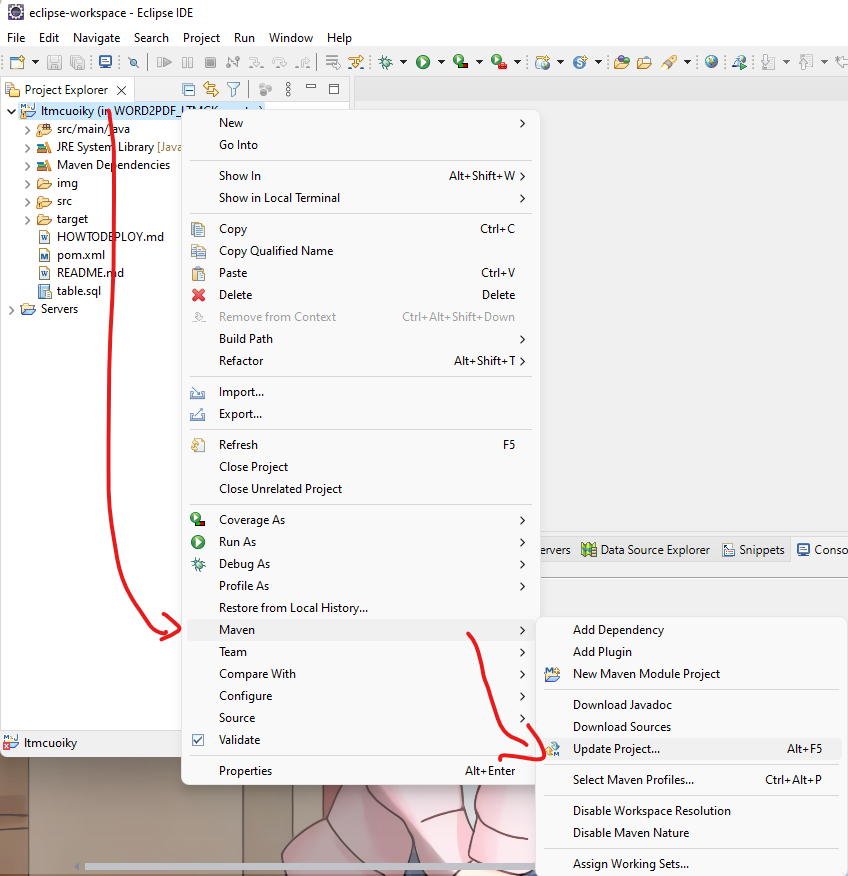 eclipse-workspace - Eclipse IDE
File Edit Navigate Search Project Run Window Help
Project Explorer
ltmcuoiky (in
src/main/java
JRE System Library [Java
Maven Dependencies
img
src
target
HOWTODEPLOY.md
pom.xml
README.md
table.sql
Servers
New
Go Into
Show In Alt+Shift+W
Show in Local Terminal
Copy Ctrl+C
Copy Qualified Name
Paste Ctrl+V
Delete Delete
Remove from Context Ctrl+Alt+Shift+Down
Build Path
Refactor Alt+Shift+T
Import...
Export...
Refresh F5
Close Project
Close Unrelated Project
Coverage As
Run As
Debug As
Profile As
Restore from Local History...
Maven
Team
Compare With
Configure
Source
Validate
Properties Alt+Enter
ervers Data Source Explorer Snippets Conso
Add Dependency
Add Plugin
New Maven Module Project
Download Javadoc
Download Sources
Update Project... Alt+F5
Select Maven Profiles... Ctrl+Alt+P
Disable Workspace Resolution
Disable Maven Nature
Assign Working Sets...
ltmcuoiky